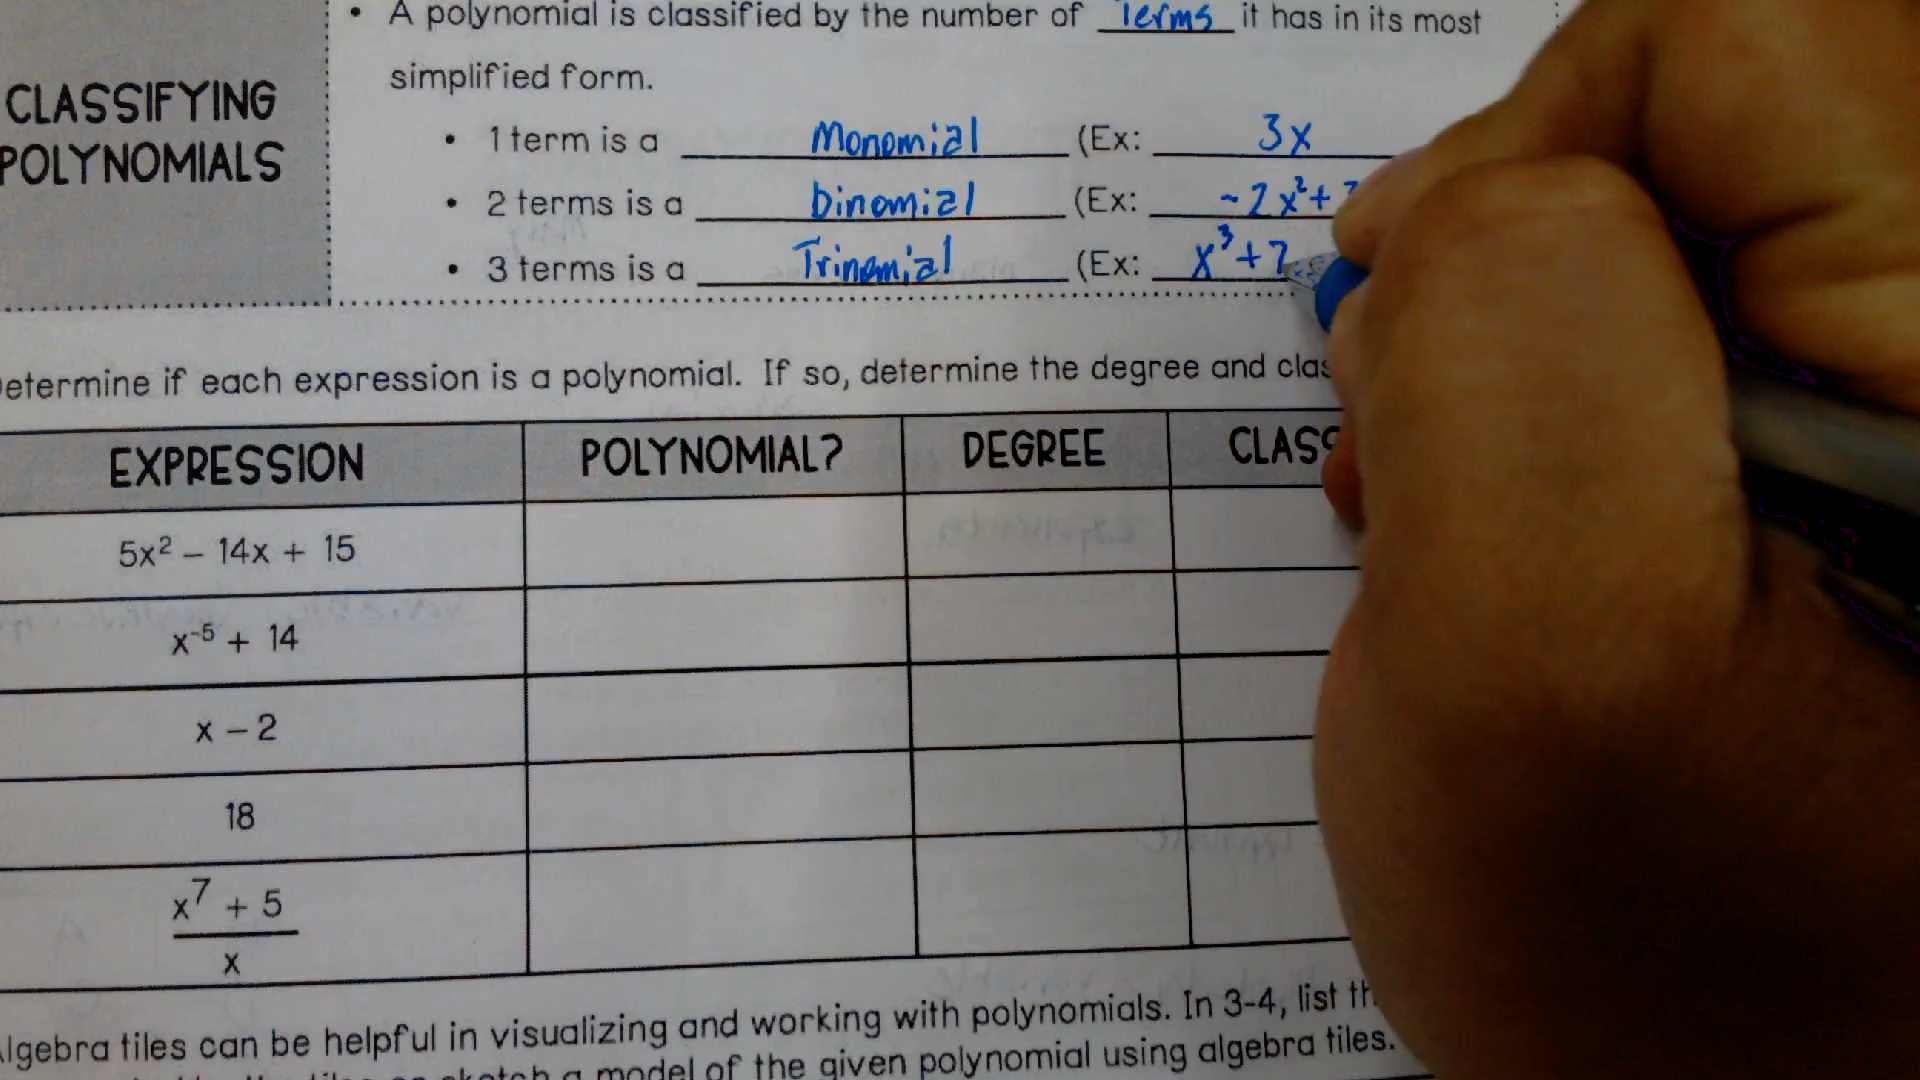 • A polynomial is classified by the number of Terms it has in its most
simplified form.
CLASSIFYING
POLYNOMIALS
• 1 term is a Monomial (Ex: 3x
• 2 terms is a binomial (Ex: -2x²+
• 3 terms is a Trinomial (Ex: x³+7
etermine if each expression is a polynomial. If so, determine the degree and clas
EXPRESSION POLYNOMIAL? DEGREE CLASS
5x² – 14x + 15
x⁻⁵ + 14
x – 2
18
x⁷ + 5
x
lgebra tiles can be helpful in visualizing and working with polynomials. In 3-4, list th
sketch a model of the given polynomial using algebra tiles.